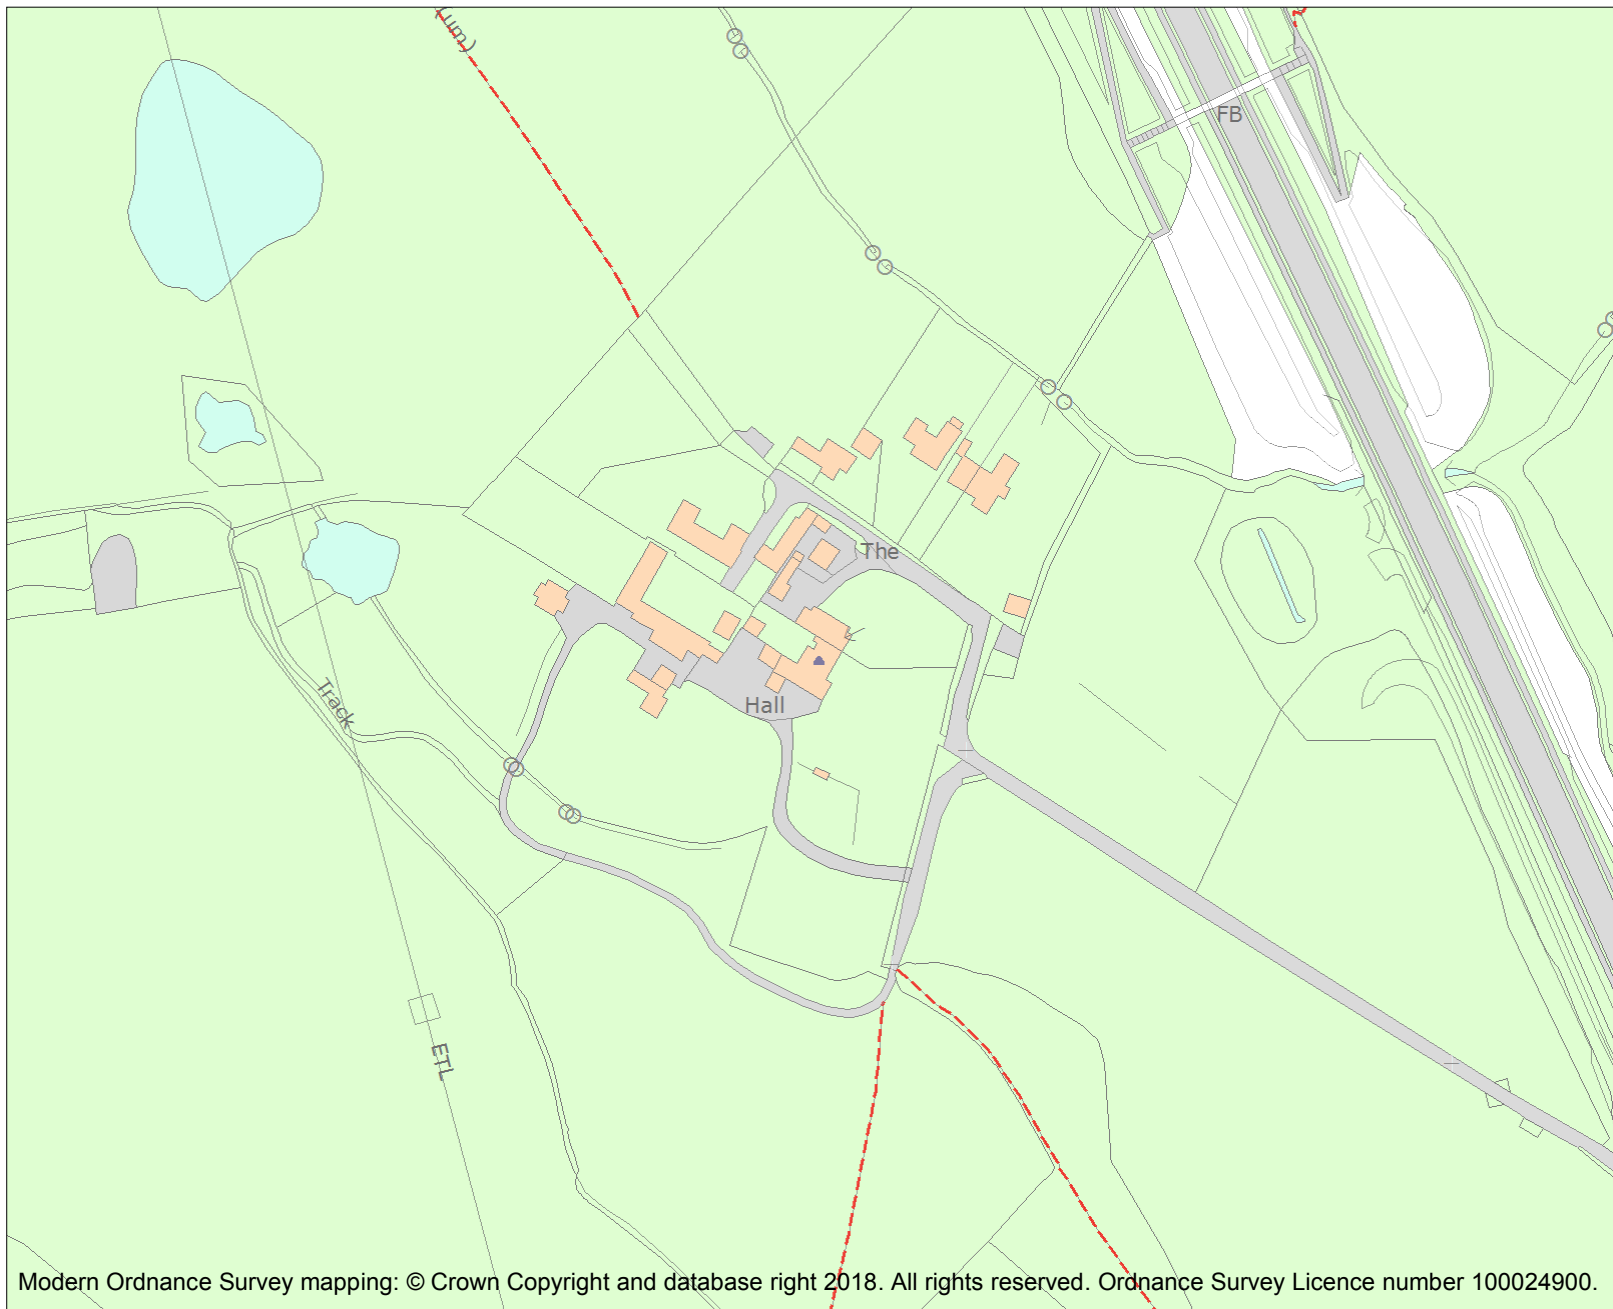 um)
FB
The
Hall
Track
ETL
Modern Ordnance Survey mapping: © Crown Copyright and database right 2018. All rights reserved. Ordnance Survey Licence number 100024900.